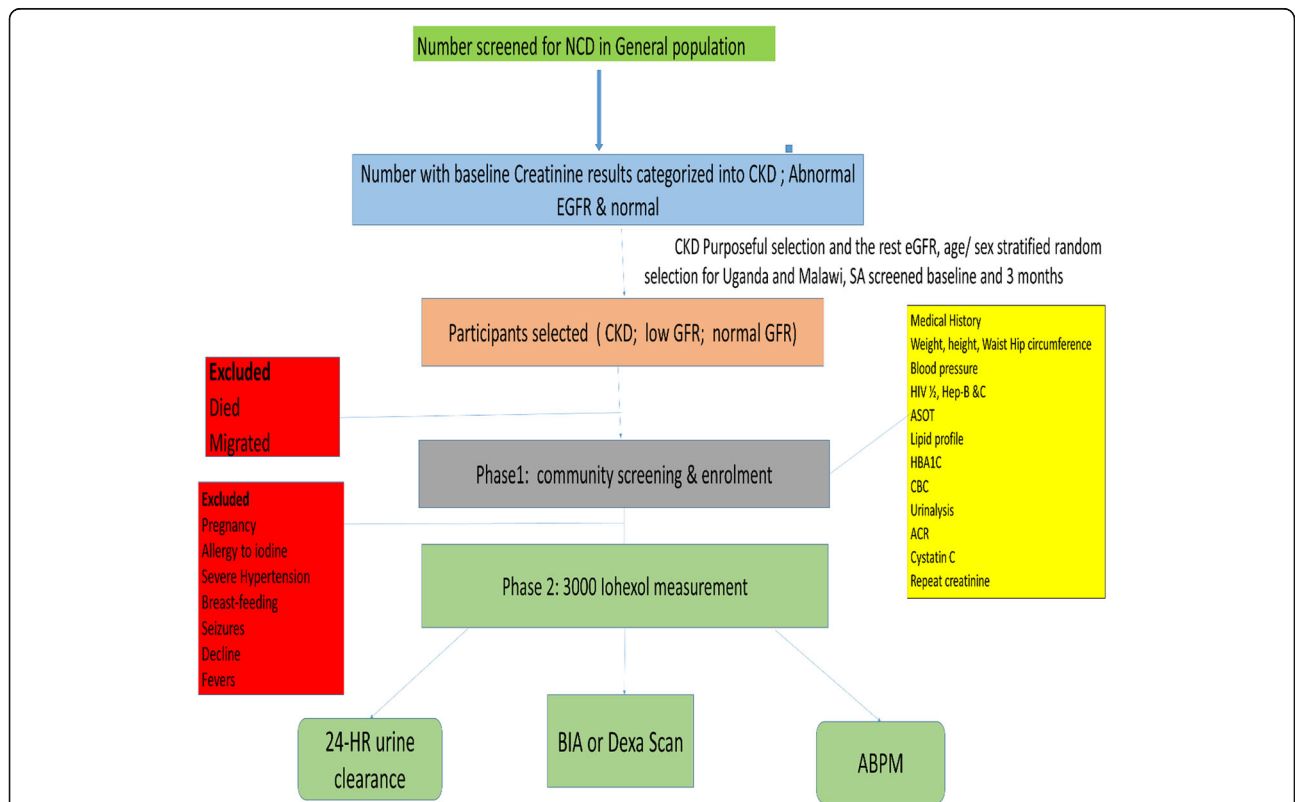 Number screened for NCD in General population
Number with baseline Creatinine results categorized into CKD ; Abnormal
EGFR & normal
CKD Purposeful selection and the rest eGFR, age/ sex stratified random
selection for Uganda and Malawi, SA screened baseline and 3 months
Participants selected ( CKD; low GFR; normal GFR)
Excluded
Died
Migrated
Phase1: community screening & enrolment
Medical History
Weight, height, Waist Hip circumference
Blood pressure
HIV ½, Hep-B &C
ASOT
Lipid profile
HBA1C
CBC
Urinalysis
ACR
Cystatin C
Repeat creatinine
Excluded
Pregnancy
Allergy to iodine
Severe Hypertension
Breast-feeding
Seizures
Decline
Fevers
Phase 2: 3000 Iohexol measurement
24-HR urine
clearance
BIA or Dexa Scan
ABPM